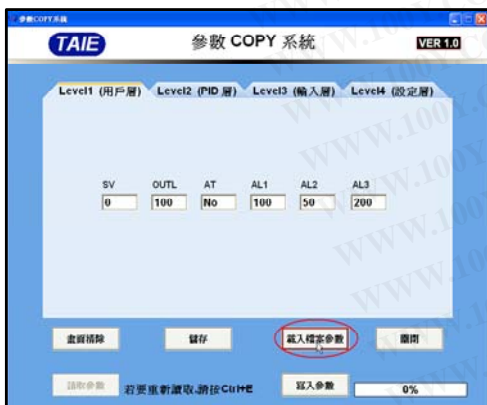 參數COPY系統
TAIE
參數 COPY 系統
VER 1.0
Level1 (用戶層) Level2 (PID 層) Level3 (輸入層) Level4 (設定層)
SV OUTL AT AL1 AL2 AL3
0 100 No 100 50 200
畫面清除 儲存 載入檔案參數 關閉
讀取參數 若要重新讀取,請按Ctrl+E 寫入參數 0%
WWW.100Y